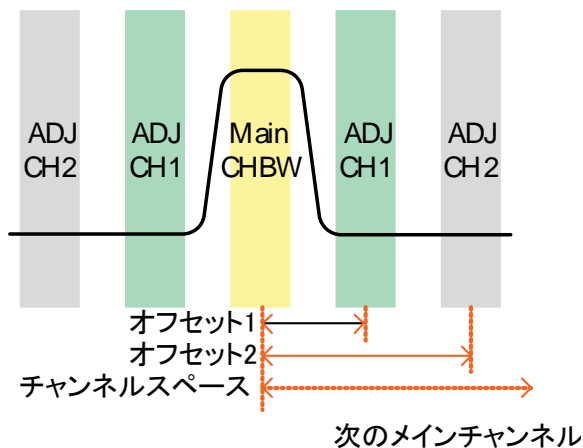 ADJ
CH2
ADJ
CH1
Main
CHBW
ADJ
CH1
ADJ
CH2
オフセット1
オフセット2
チャンネルスペース
次のメインチャンネル